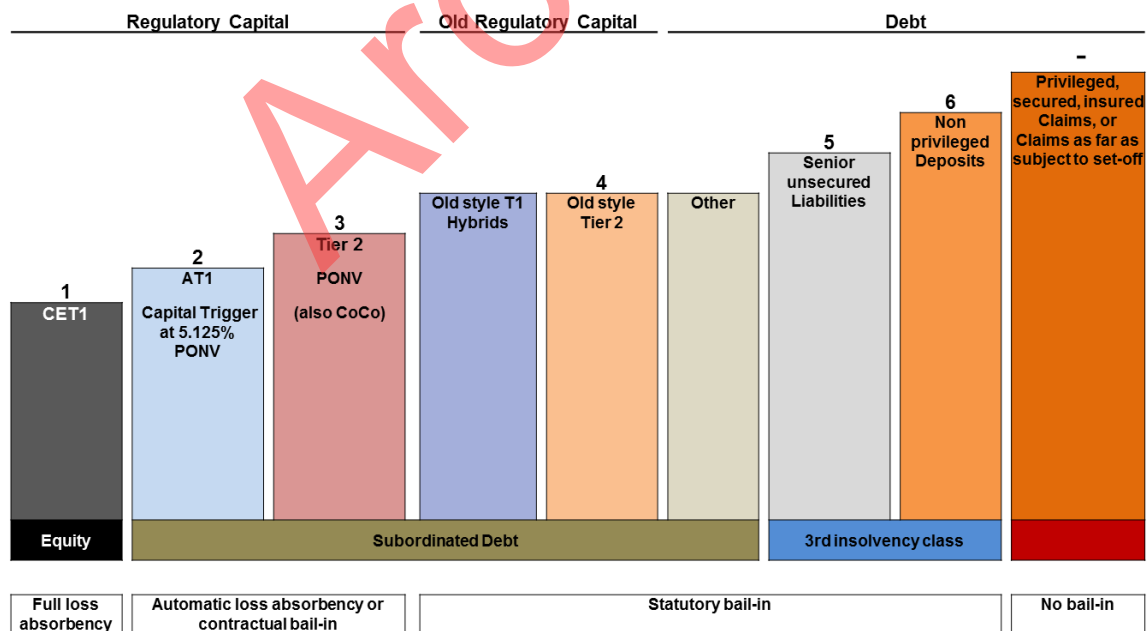 Regulatory Capital
Old Regulatory Capital
Debt
1
CET1
2
AT1
Capital Trigger
at 5.125%
PONV
3
Tier 2
PONV
(also CoCo)
Old style T1
Hybrids
4
Old style
Tier 2
Other
5
Senior
unsecured
Liabilities
6
Non
privileged
Deposits
-
Privileged,
secured, insured
Claims, or
Claims as far as
subject to set-off
Equity
Subordinated Debt
3rd insolvency class
Full loss
absorbency
Automatic loss absorbency or
contractual bail-in
Statutory bail-in
No bail-in